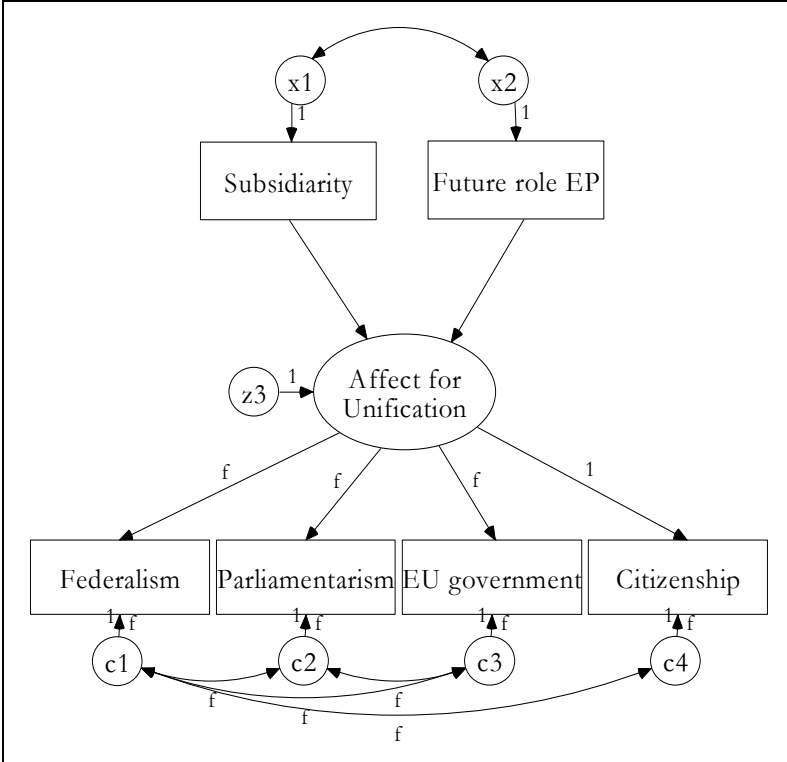 x1
x2
1
1
Subsidiarity
Future role EP
z3
1
Affect for
Unification
f
f
f
1
Federalism
Parliamentarism
EU government
Citizenship
1
f
1
f
1
f
1
f
c1
c2
c3
c4
f
f
f
f